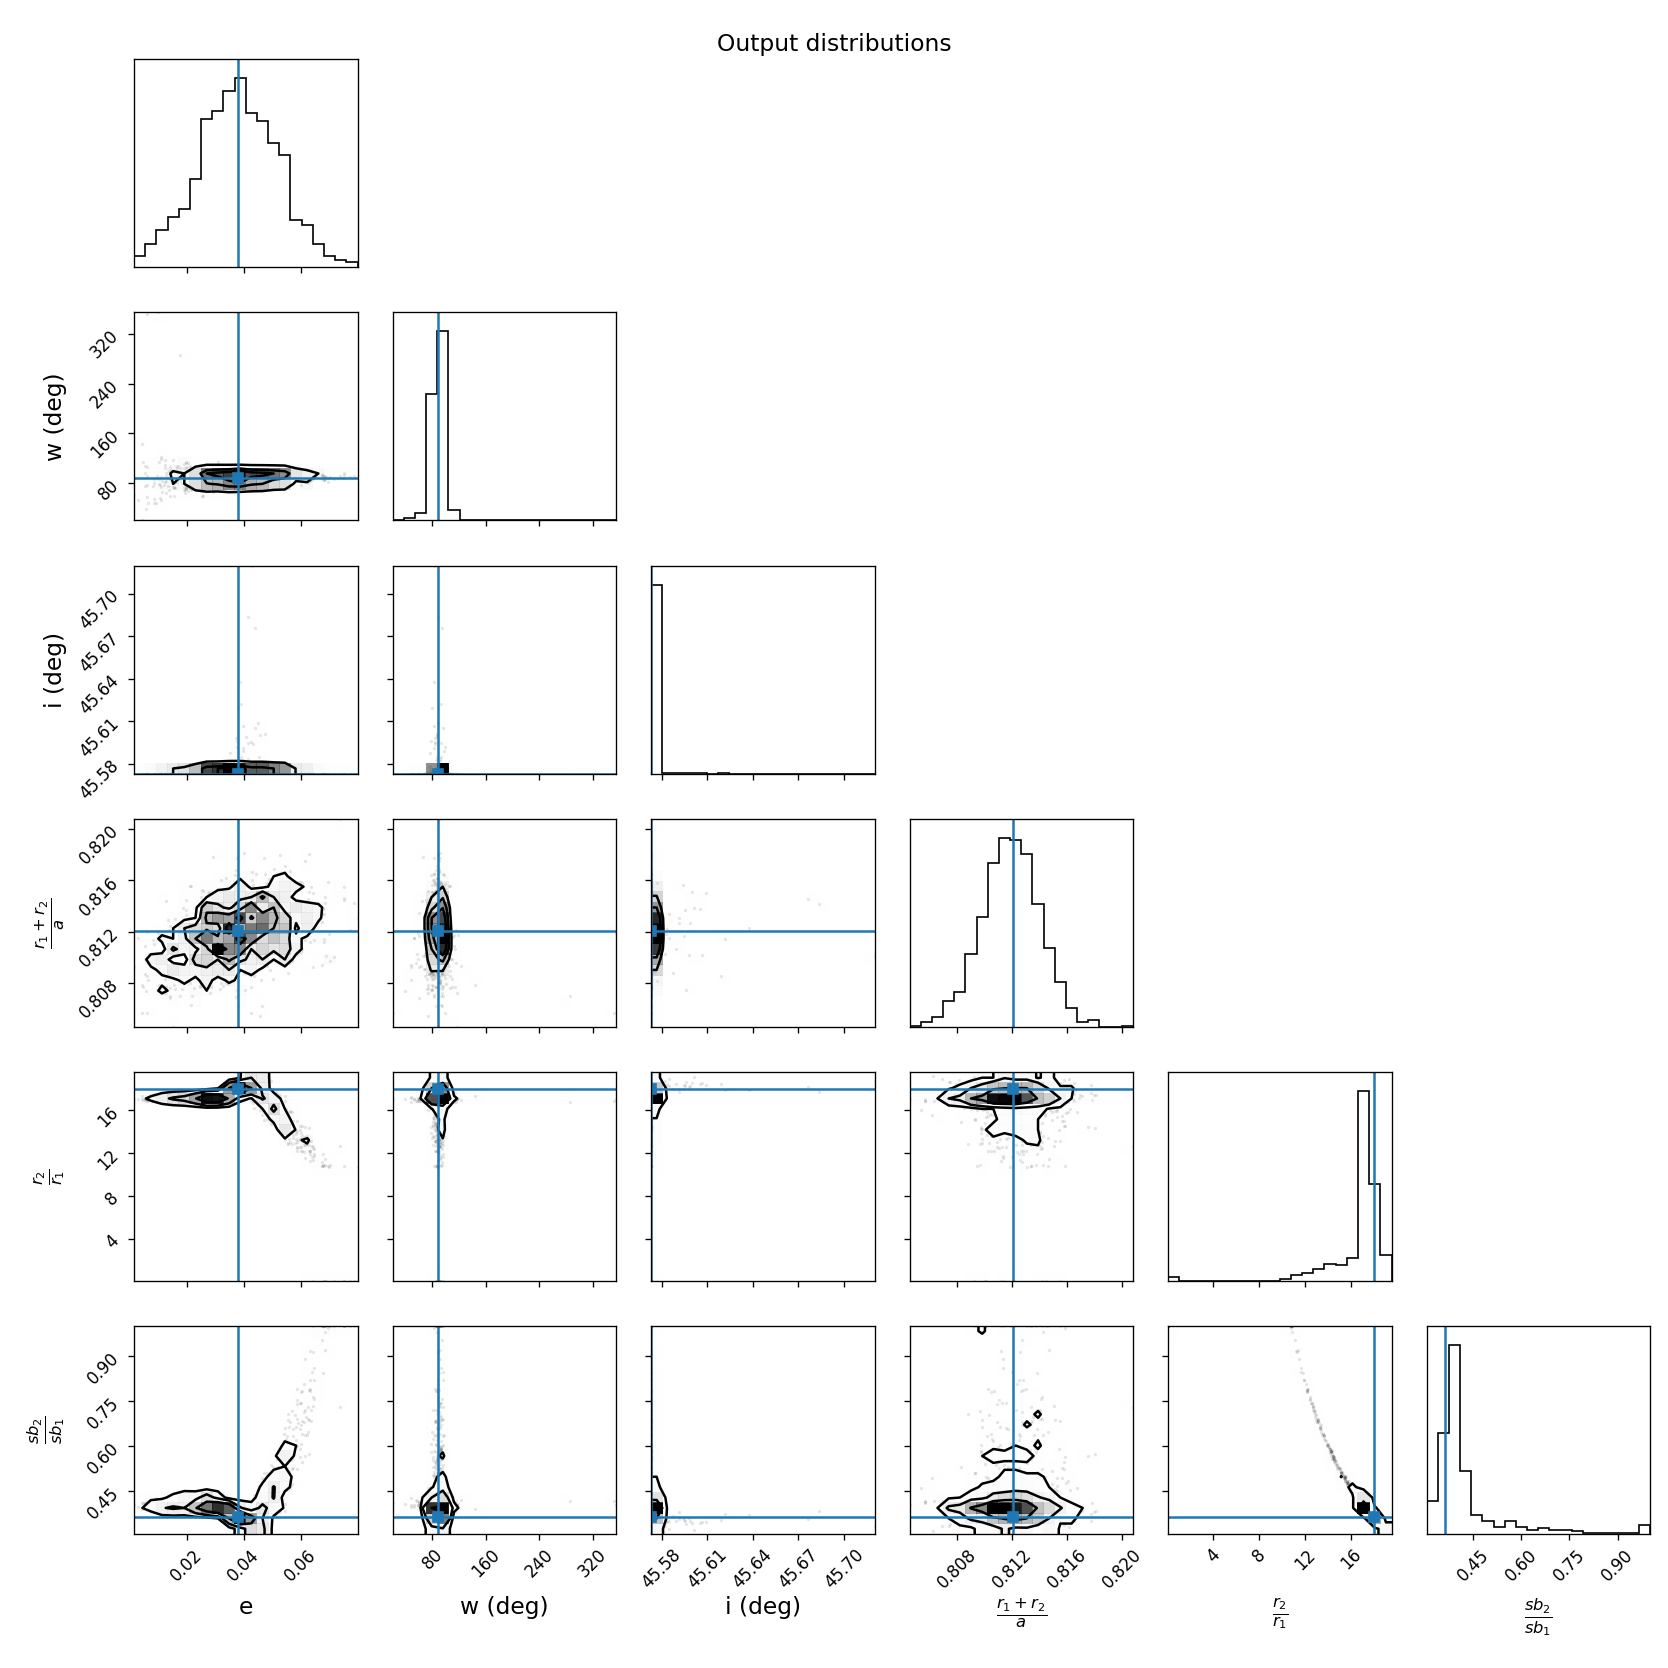 Output distributions
w (deg)
320
240
160
80
i (deg)
45.70
45.67
45.64
45.61
45.58
r₁ + r₂
a
0.820
0.816
0.812
0.808
r₂
r₁
16
12
8
4
sb₂
sb₁
0.90
0.75
0.60
0.45
0.02 0.04 0.06 80 160 240 320 45.58 45.61 45.64 45.67 45.70 0.808 0.812 0.816 0.820 4 8 12 16 0.45 0.60 0.75 0.90
e w (deg) i (deg) r₁ + r₂ r₂ sb₂
a r₁ sb₁